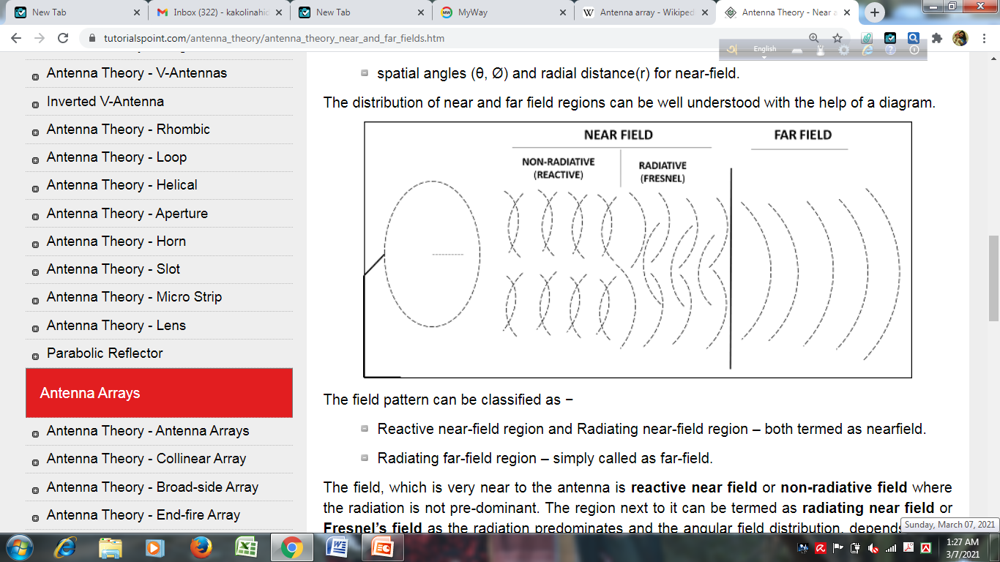 New Tab
Inbox (322) - kakolinahid
New Tab
MyWay
Antenna array - Wikiped
Antenna Theory - Near a
tutorialspoint.com/antenna_theory/antenna_theory_near_and_far_fields.htm
English
Antenna Theory - V-Antennas
Inverted V-Antenna
Antenna Theory - Rhombic
Antenna Theory - Loop
Antenna Theory - Helical
Antenna Theory - Aperture
Antenna Theory - Horn
Antenna Theory - Slot
Antenna Theory - Micro Strip
Antenna Theory - Lens
Parabolic Reflector
Antenna Arrays
Antenna Theory - Antenna Arrays
Antenna Theory - Collinear Array
Antenna Theory - Broad-side Array
Antenna Theory - End-fire Array
spatial angles (θ, Ø) and radial distance(r) for near-field.
The distribution of near and far field regions can be well understood with the help of a diagram.
NEAR FIELD
FAR FIELD
NON-RADIATIVE
(REACTIVE)
RADIATIVE
(FRESNEL)
The field pattern can be classified as −
Reactive near-field region and Radiating near-field region – both termed as nearfield.
Radiating far-field region – simply called as far-field.
The field, which is very near to the antenna is reactive near field or non-radiative field where
the radiation is not pre-dominant. The region next to it can be termed as radiating near field or
Fresnel's field as the radiation predominates and the angular field distribution, depends
Sunday, March 07, 2021
1:27 AM
3/7/2021